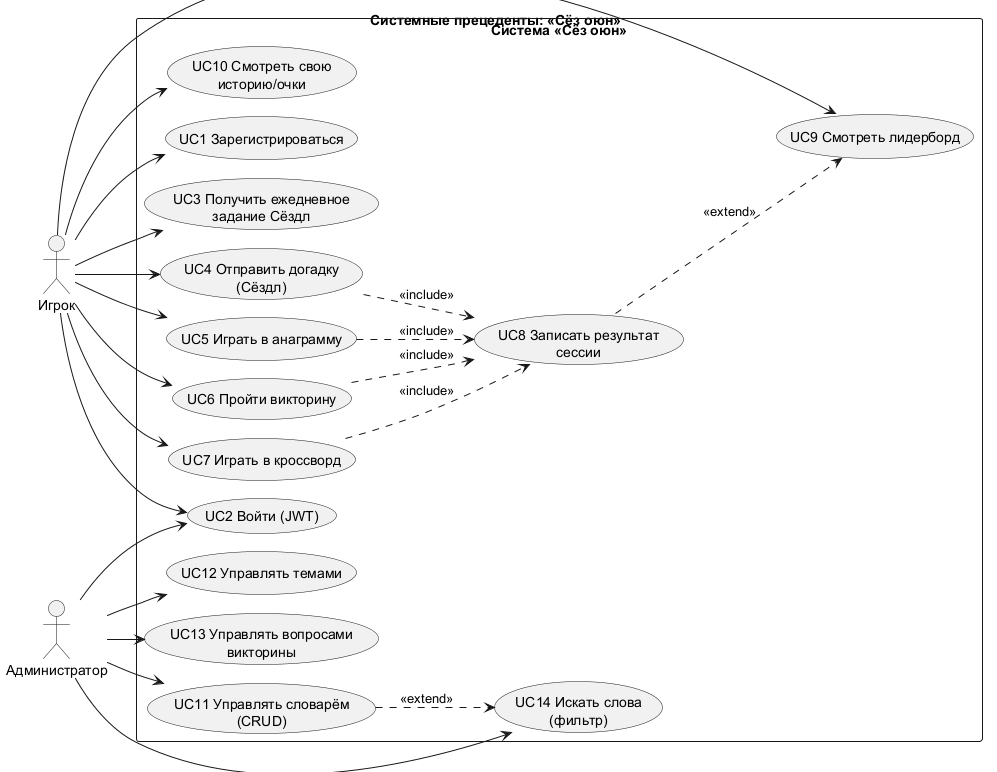 Системные прецеденты: «Сёз оюн»
Система «Сёз оюн»
UC10 Смотреть свою
историю/очки
UC1 Зарегистрироваться
UC9 Смотреть лидерборд
UC3 Получить ежедневное
задание Сёздл
«extend»
Игрок
UC4 Отправить догадку
(Сёздл)
«include»
UC5 Играть в анаграмму
«include»
UC8 Записать результат
сессии
«include»
UC6 Пройти викторину
«include»
UC7 Играть в кроссворд
UC2 Войти (JWT)
UC12 Управлять темами
Администратор
UC13 Управлять вопросами
викторины
UC11 Управлять словарём
(CRUD)
«extend»
UC14 Искать слова
(фильтр)